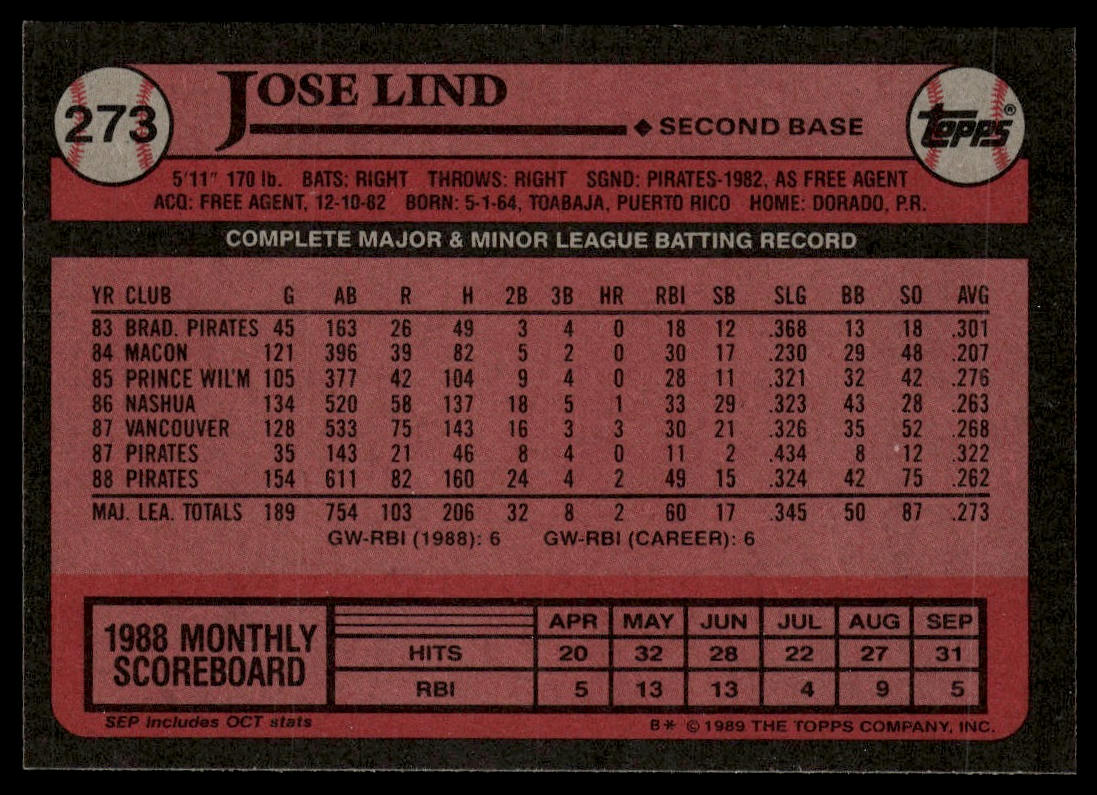 273
JOSE LIND
◆ SECOND BASE
TOPPS®
5'11" 170 lb. BATS: RIGHT THROWS: RIGHT SGND: PIRATES-1982, AS FREE AGENT
ACQ: FREE AGENT, 12-10-82 BORN: 5-1-64, TOABAJA, PUERTO RICO HOME: DORADO, P.R.
COMPLETE MAJOR & MINOR LEAGUE BATTING RECORD
YR CLUB G AB R H 2B 3B HR RBI SB SLG BB SO AVG
83 BRAD. PIRATES 45 163 26 49 3 4 0 18 12 .368 13 18 .301
84 MACON 121 396 39 82 5 2 0 30 17 .230 29 48 .207
85 PRINCE WIL'M 105 377 42 104 9 4 0 28 11 .321 32 42 .276
86 NASHUA 134 520 58 137 18 5 1 33 29 .323 43 28 .263
87 VANCOUVER 128 533 75 143 16 3 3 30 21 .326 35 52 .268
87 PIRATES 35 143 21 46 8 4 0 11 2 .434 8 12 .322
88 PIRATES 154 611 82 160 24 4 2 49 15 .324 42 75 .262
MAJ. LEA. TOTALS 189 754 103 206 32 8 2 60 17 .345 50 87 .273
GW-RBI (1988): 6 GW-RBI (CAREER): 6
1988 MONTHLY
SCOREBOARD
APR MAY JUN JUL AUG SEP
HITS 20 32 28 22 27 31
RBI 5 13 13 4 9 5
SEP includes OCT stats
B* © 1989 THE TOPPS COMPANY, INC.